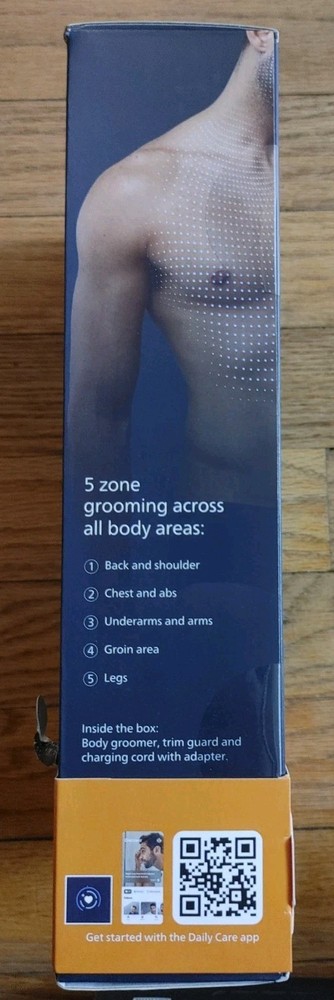 5 zone
grooming across
all body areas:
1 Back and shoulder
2 Chest and abs
3 Underarms and arms
4 Groin area
5 Legs
Inside the box:
Body groomer, trim guard and
charging cord with adapter.
Get started with the Daily Care app